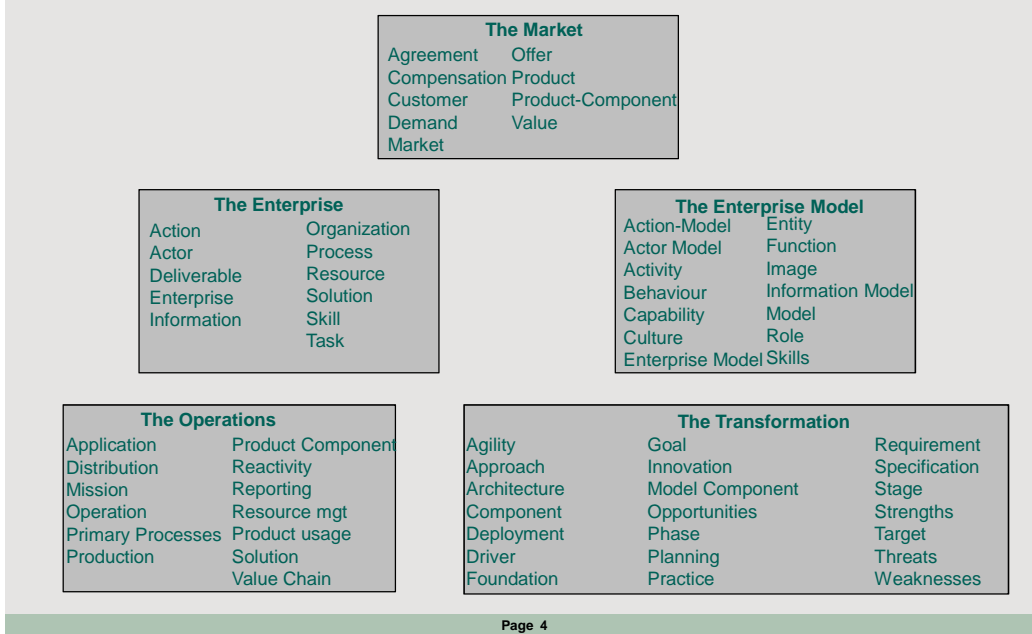 The Market
Agreement Offer
Compensation Product
Customer Product-Component
Demand Value
Market
The Enterprise
Action Organization
Actor Process
Deliverable Resource
Enterprise Solution
Information Skill
Task
The Enterprise Model
Action-Model Entity
Actor Model Function
Activity Image
Behaviour Information Model
Capability Model
Culture Role
Enterprise Model Skills
The Operations
Application Product Component
Distribution Reactivity
Mission Reporting
Operation Resource mgt
Primary Processes Product usage
Production Solution
Value Chain
The Transformation
Agility Goal Requirement
Approach Innovation Specification
Architecture Model Component Stage
Component Opportunities Strengths
Deployment Phase Target
Driver Planning Threats
Foundation Practice Weaknesses
Page 4